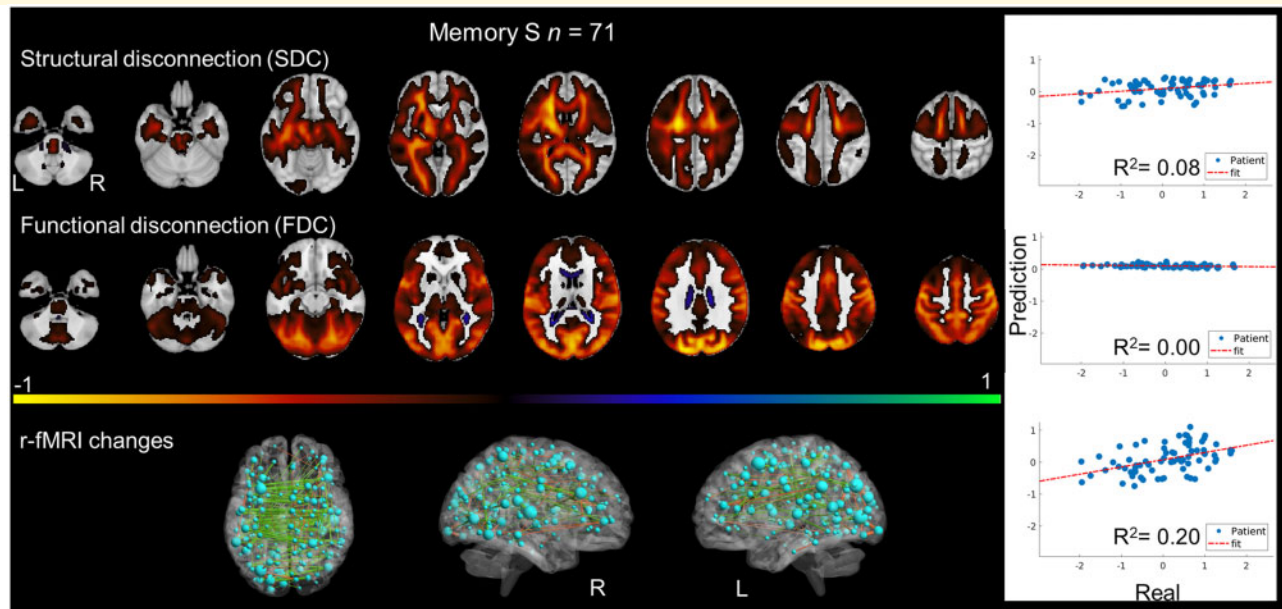 Memory S n = 71
Structural disconnection (SDC)
L R
Functional disconnection (FDC)
-1 1
r-fMRI changes
R L
1
0
-1
-2
R²= 0.08
Patient
fit
-2 -1 0 1 2
1
0
-1
-2
R²= 0.00
Patient
fit
-2 -1 0 1 2
Prediction
1
0
-1
-2
R²= 0.20
Patient
fit
-2 -1 0 1 2
Real